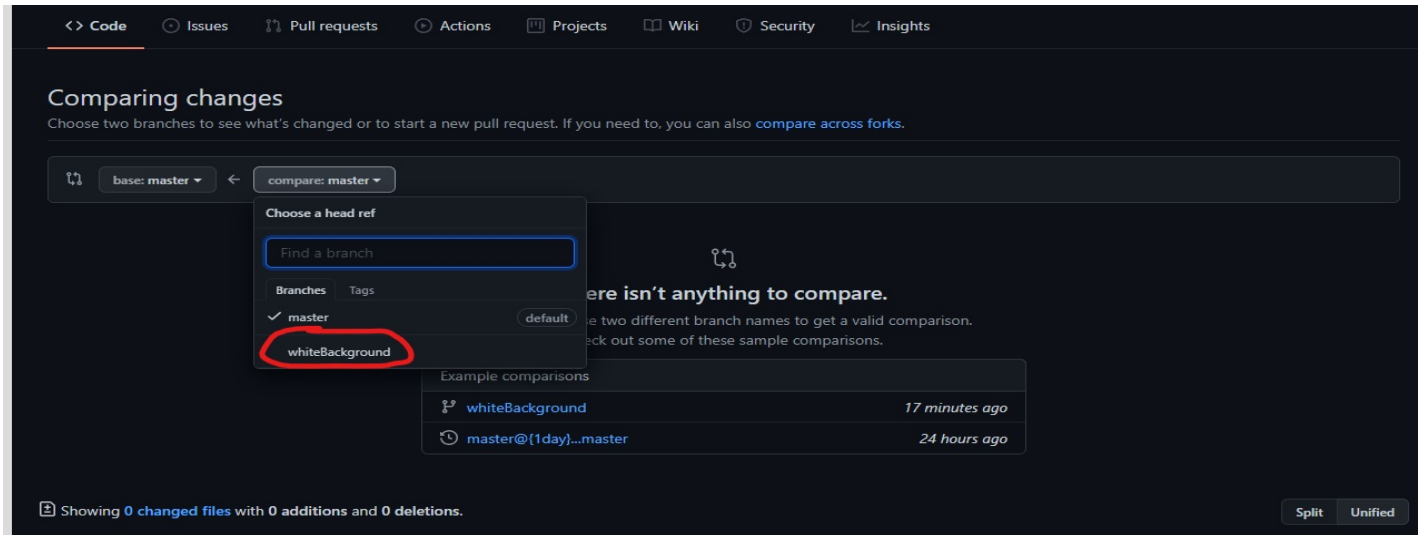 <> Code Issues Pull requests Actions Projects Wiki Security Insights
Comparing changes
Choose two branches to see what's changed or to start a new pull request. If you need to, you can also compare across forks.
base: master ← compare: master
Choose a head ref
Find a branch
Branches Tags
ere isn't anything to compare.
master default
e two different branch names to get a valid comparison.
eck out some of these sample comparisons.
whiteBackground
Example comparisons
whiteBackground 17 minutes ago
master@{1day}...master 24 hours ago
Showing 0 changed files with 0 additions and 0 deletions.
Split Unified